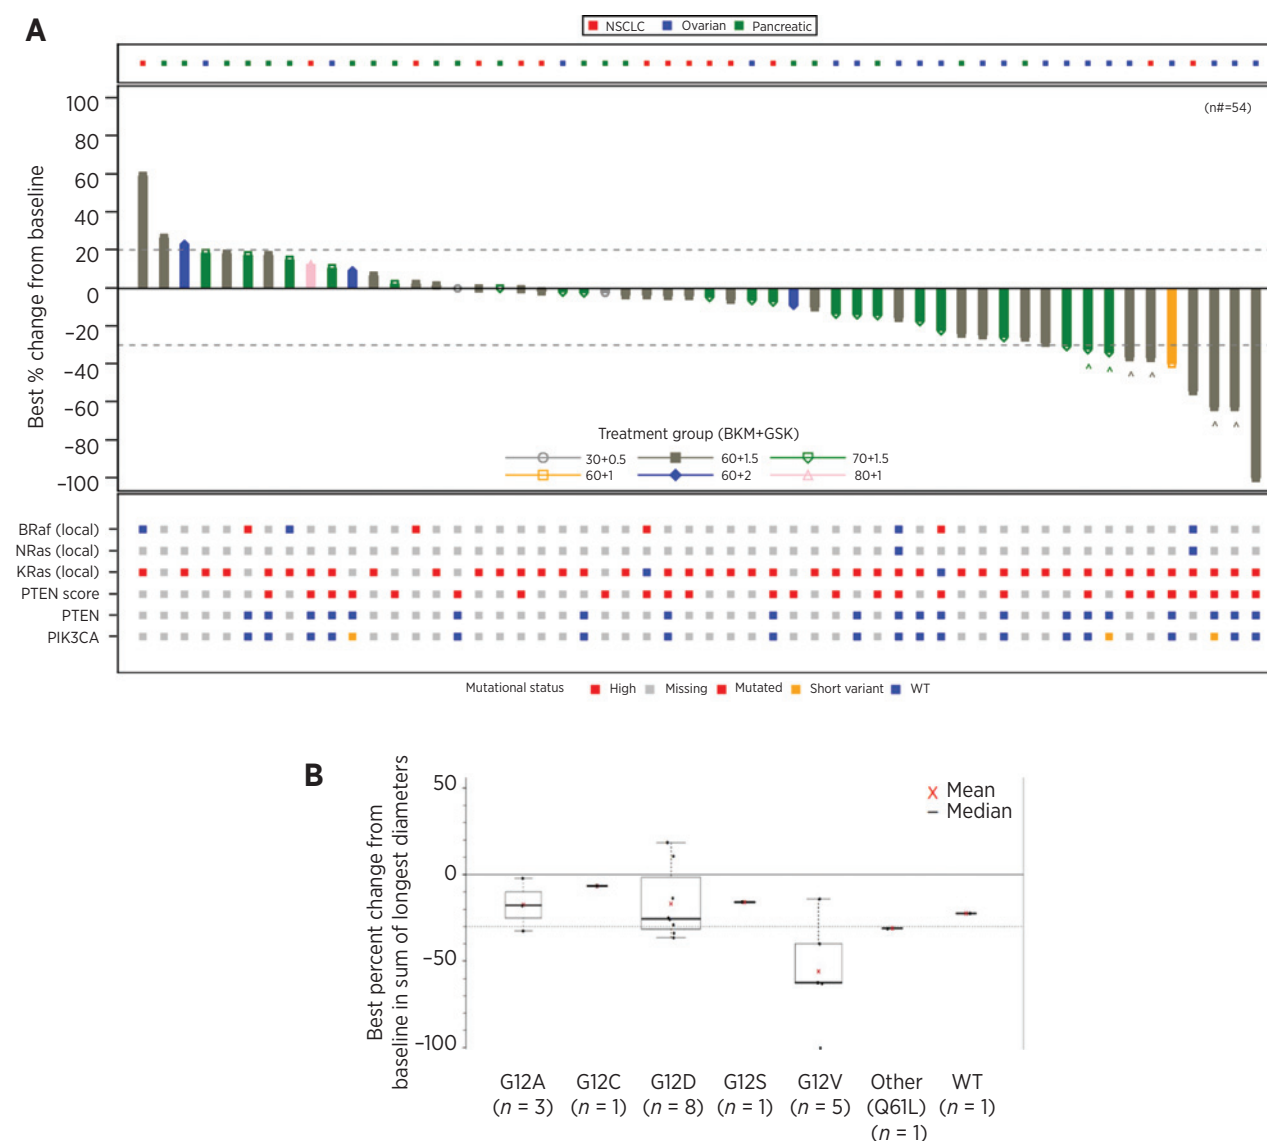 A
NSCLC Ovarian Pancreatic
(n#=54)
Best % change from baseline
100
80
60
40
20
0
−20
−40
−60
−80
−100
Treatment group (BKM+GSK)
30+0.5 60+1.5 70+1.5
60+1 60+2 80+1
BRaf (local)
NRas (local)
KRas (local)
PTEN score
PTEN
PIK3CA
Mutational status High Missing Mutated Short variant WT
B
Best percent change from
baseline in sum of longest diameters
50
0
−50
−100
x Mean
– Median
G12A G12C G12D G12S G12V Other WT
(n = 3) (n = 1) (n = 8) (n = 1) (n = 5) (Q61L) (n = 1)
(n = 1)